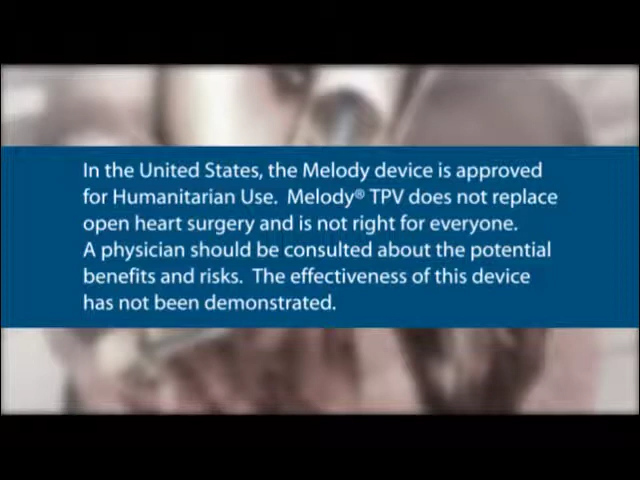 In the United States, the Melody device is approved
for Humanitarian Use.  Melody® TPV does not replace
open heart surgery and is not right for everyone.
A physician should be consulted about the potential
benefits and risks.  The effectiveness of this device
has not been demonstrated.